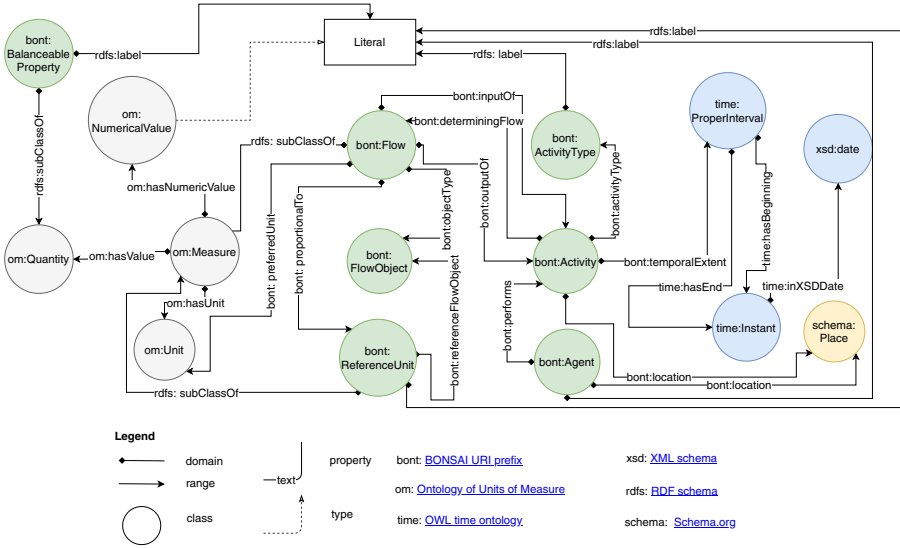 bont:
Balanceable
Property
rdfs:label
Literal
rdfs:label
rdfs:label
rdfs: label
om:
NumericalValue
bont:inputOf
bont:determiningFlow
time:
ProperInterval
rdfs:subClassOf
rdfs: subClassOf
bont:Flow
bont:
ActivityType
xsd:date
om:hasNumericValue
bont: preferredUnit
bont: proportionalTo
bont:objectType
bont:outputOf
bont:activityType
time:hasBeginning
om:Quantity
om:hasValue
om:Measure
bont:
FlowObject
bont:Activity
bont:temporalExtent
om:hasUnit
time:hasEnd
time:inXSDDate
bont:referenceFlowObject
bont:performs
time:Instant
schema:
Place
om:Unit
bont:
ReferenceUnit
bont:Agent
bont:location
bont:location
rdfs: subClassOf
Legend
domain
range
class
text
property
type
bont: BONSAI URI prefix
om: Ontology of Units of Measure
time: OWL time ontology
xsd: XML schema
rdfs: RDF schema
schema: Schema.org